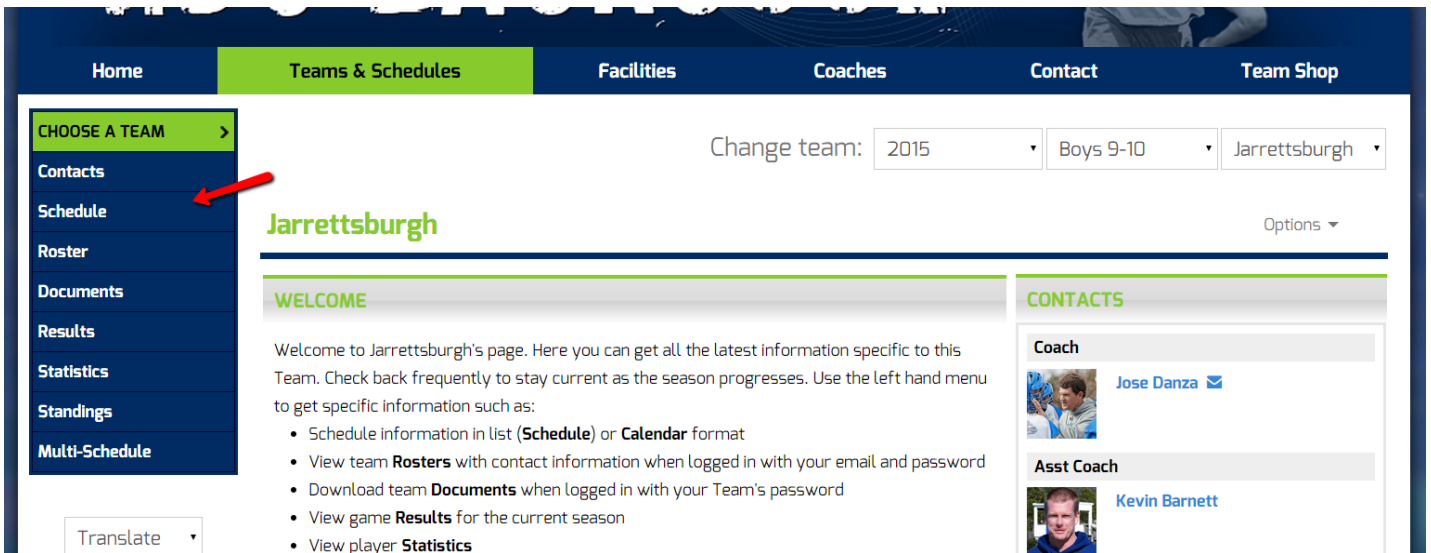 Home Teams & Schedules Facilities Coaches Contact Team Shop
CHOOSE A TEAM
Contacts
Schedule
Roster
Documents
Results
Statistics
Standings
Multi-Schedule
Translate
Change team: 2015 Boys 9-10 Jarrettsburgh
Jarrettsburgh
Options
WELCOME
Welcome to Jarrettsburgh's page. Here you can get all the latest information specific to this
Team. Check back frequently to stay current as the season progresses. Use the left hand menu
to get specific information such as:
• Schedule information in list (Schedule) or Calendar format
• View team Rosters with contact information when logged in with your email and password
• Download team Documents when logged in with your Team's password
• View game Results for the current season
• View player Statistics
CONTACTS
Coach
Jose Danza
Asst Coach
Kevin Barnett